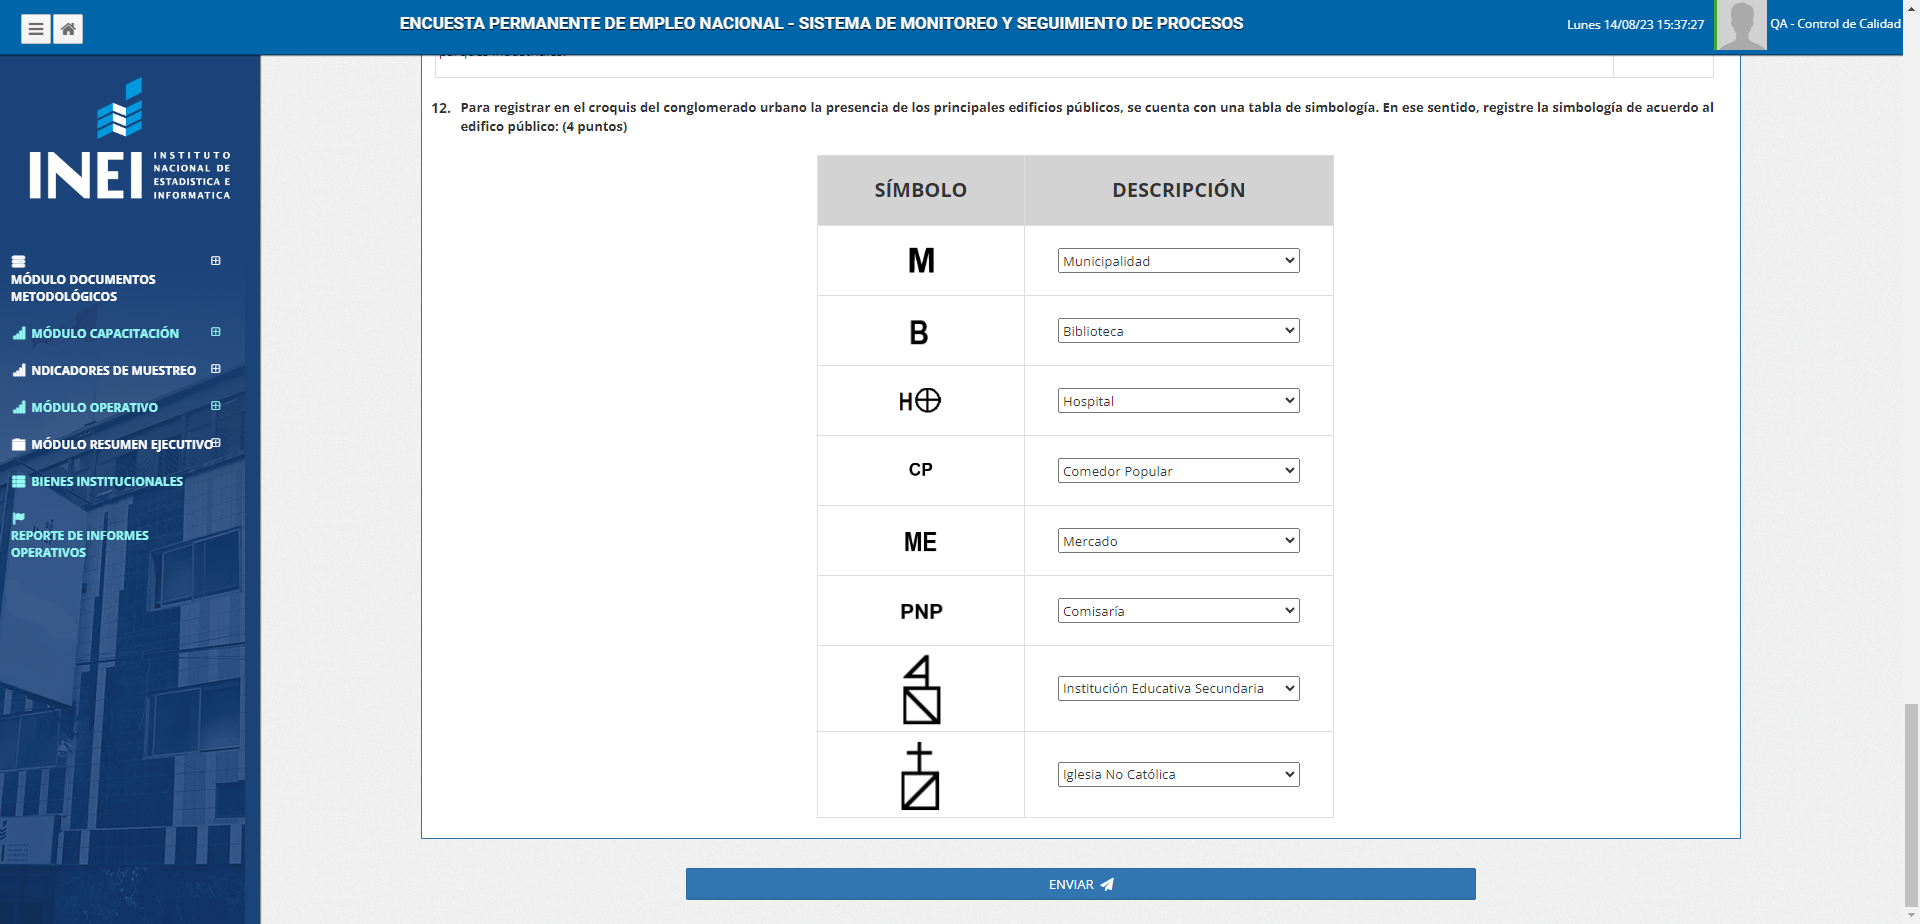 ENCUESTA PERMANENTE DE EMPLEO NACIONAL - SISTEMA DE MONITOREO Y SEGUIMIENTO DE PROCESOS
Lunes 14/08/23 15:37:27
QA - Control de Calidad
INEI
INSTITUTO
NACIONAL DE
ESTADISTICA E
INFORMATICA
MÓDULO DOCUMENTOS
METODOLÓGICOS
MÓDULO CAPACITACIÓN
NDICADORES DE MUESTREO
MÓDULO OPERATIVO
MÓDULO RESUMEN EJECUTIVO
BIENES INSTITUCIONALES
REPORTE DE INFORMES
OPERATIVOS
12. Para registrar en el croquis del conglomerado urbano la presencia de los principales edificios públicos, se cuenta con una tabla de simbología. En ese sentido, registre la simbología de acuerdo al
edifico público: (4 puntos)
SÍMBOLO DESCRIPCIÓN
M Municipalidad
B Biblioteca
H Hospital
CP Comedor Popular
ME Mercado
PNP Comisaría
Institución Educativa Secundaria
Iglesia No Católica
ENVIAR